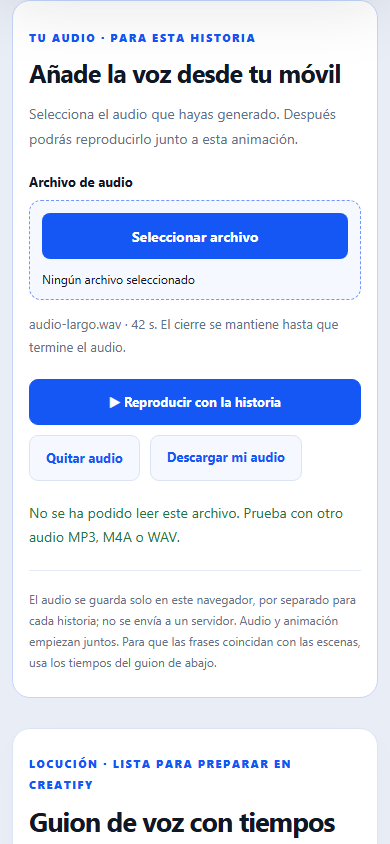 TU AUDIO · PARA ESTA HISTORIA
Añade la voz desde tu móvil
Selecciona el audio que hayas generado. Después
podrás reproducirlo junto a esta animación.
Archivo de audio
Seleccionar archivo
Ningún archivo seleccionado
audio-largo.wav · 42 s. El cierre se mantiene hasta que
termine el audio.
▶ Reproducir con la historia
Quitar audio
Descargar mi audio
No se ha podido leer este archivo. Prueba con otro
audio MP3, M4A o WAV.
El audio se guarda solo en este navegador, por separado para
cada historia; no se envía a un servidor. Audio y animación
empiezan juntos. Para que las frases coincidan con las escenas,
usa los tiempos del guion de abajo.
LOCUCIÓN · LISTA PARA PREPARAR EN
CREATIFY
Guion de voz con tiempos